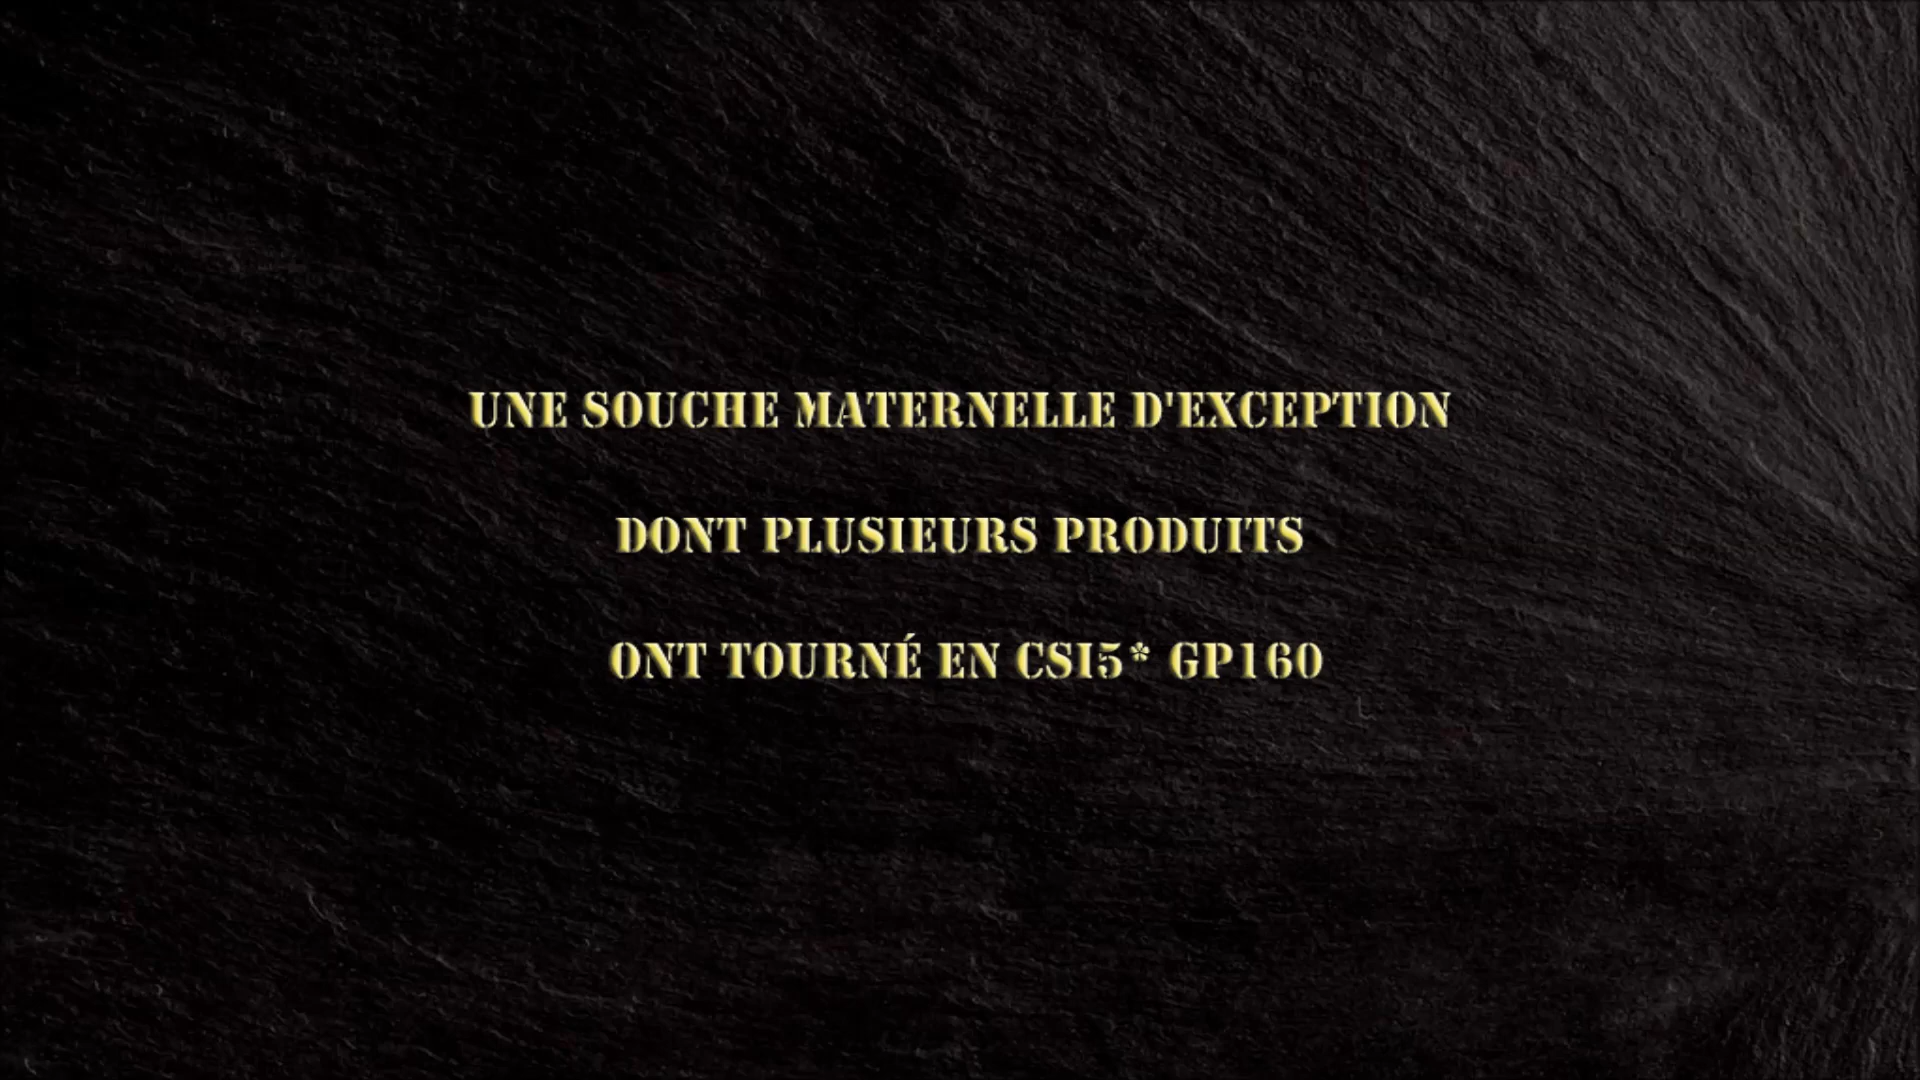 UNE SOUCHE MATERNELLE D'EXCEPTION
DONT PLUSIEURS PRODUITS
ONT TOURNÉ EN CSI5* GP160